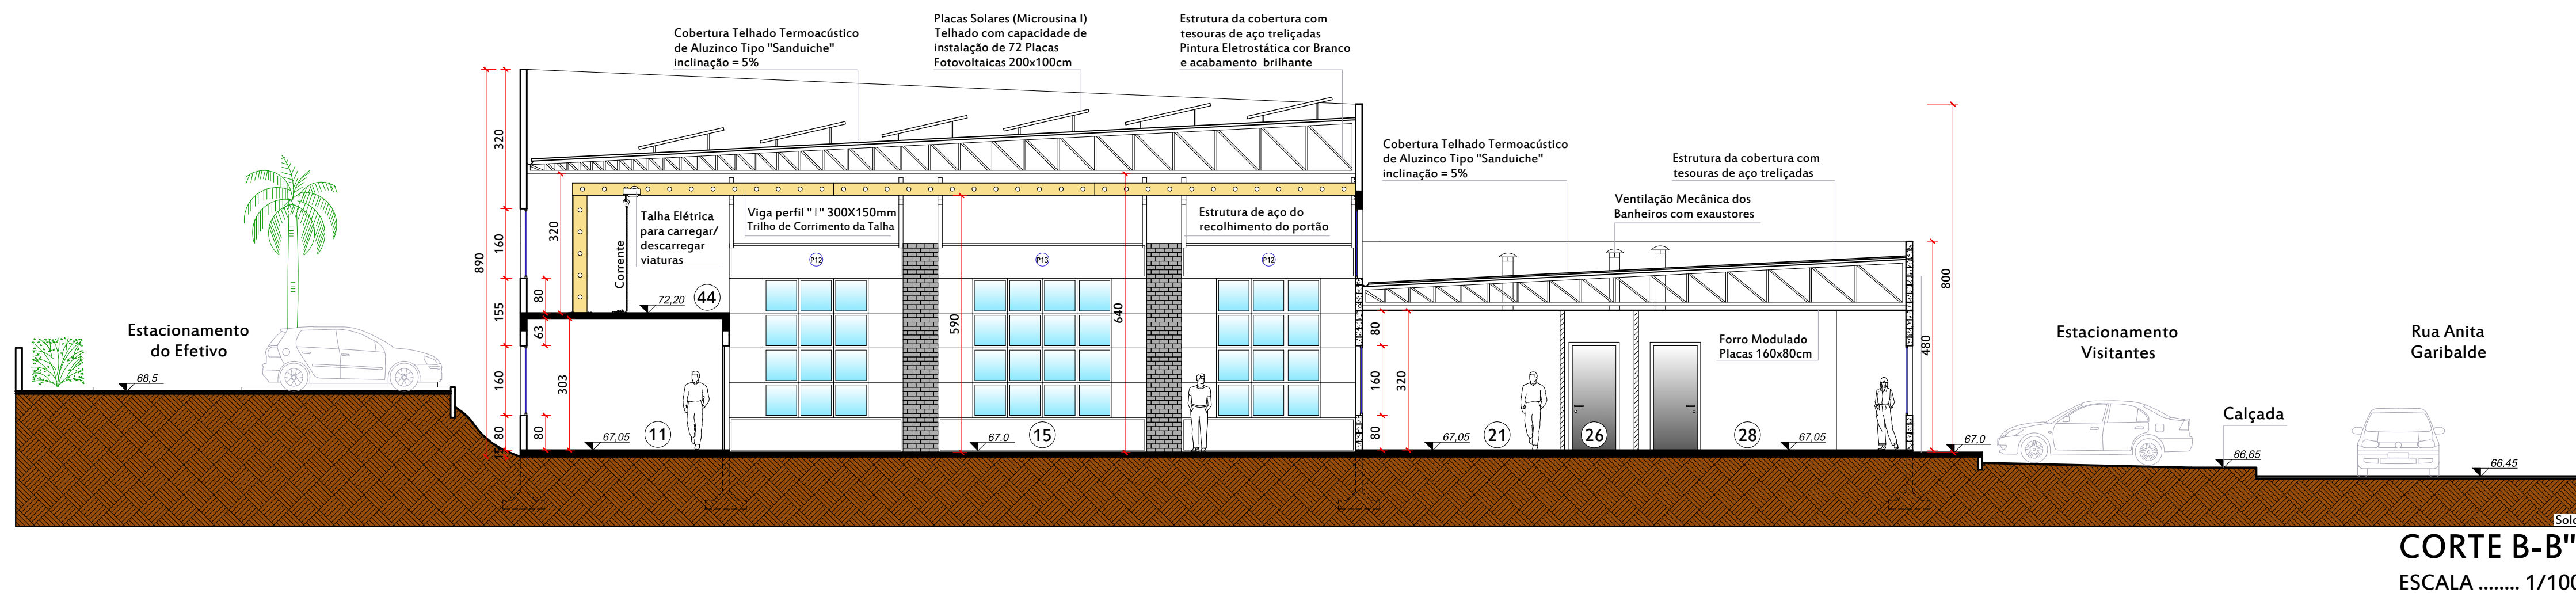 Cobertura Telhado Termoacústico
de Aluzinco Tipo "Sanduiche"
inclinação = 5%
Placas Solares (Microusina I)
Telhado com capacidade de
instalação de 72 Placas
Fotovoltaicas 200x100cm
Estrutura da cobertura com
tesouras de aço treliçadas
Pintura Eletrostática cor Branco
e acabamento brilhante
Cobertura Telhado Termoacústico
de Aluzinco Tipo "Sanduiche"
inclinação = 5%
Estrutura da cobertura com
tesouras de aço treliçadas
Ventilação Mecânica dos
Banheiros com exaustores
Talha Elétrica
para carregar/
descarregar
viaturas
Viga perfil "I" 300X150mm
Trilho de Corrimento da Talha
Estrutura de aço do
recolhimento do portão
Corrente
P12
P13
P12
72,20
44
890
320
160
155
160
80
15
320
80
63
303
80
590
640
80
160
80
320
480
800
Estacionamento
do Efetivo
68,5
67,05
11
67,0
15
67,05
21
26
28
67,05
Forro Modulado
Placas 160x80cm
67,0
Estacionamento
Visitantes
Calçada
66,65
Rua Anita
Garibalde
66,45
CORTE B-B"
ESCALA ........ 1/100